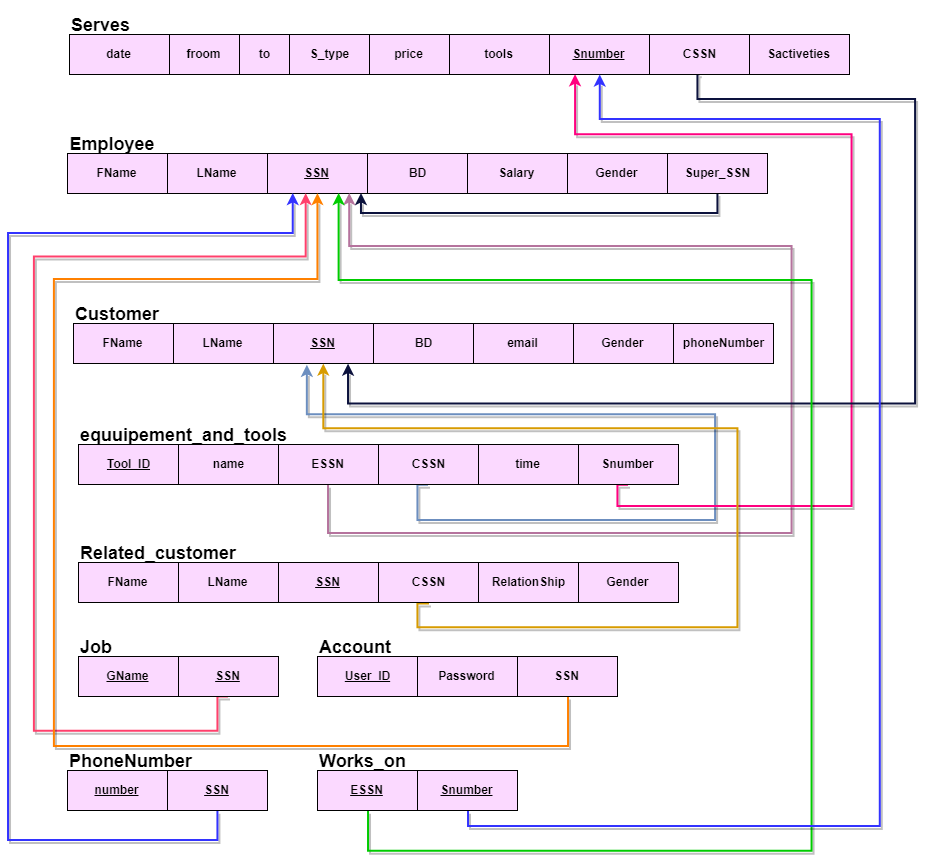 Serves
date froom to S_type price tools Snumber CSSN Sactiveties
Employee
FName LName SSN BD Salary Gender Super_SSN
Customer
FName LName SSN BD email Gender phoneNumber
equuipement_and_tools
Tool_ID name ESSN CSSN time Snumber
Related_customer
FName LName SSN CSSN RelationShip Gender
Job Account
GName SSN User_ID Password SSN
PhoneNumber Works_on
number SSN ESSN Snumber